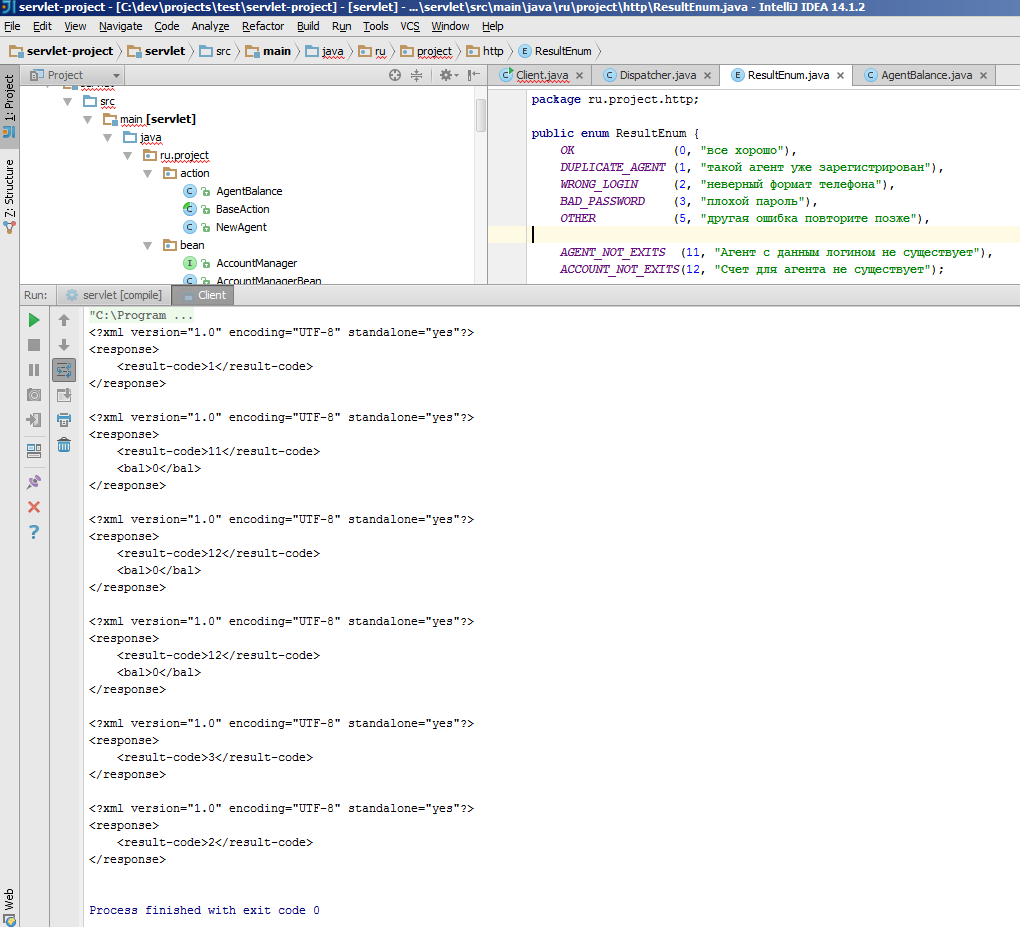 servlet-project - [C:\dev\projects\test\servlet-project] - [servlet] - ...\servlet\src\main\java\ru\project\http\ResultEnum.java - IntelliJ IDEA 14.1.2
File Edit View Navigate Code Analyze Refactor Build Run Tools VCS Window Help
servlet-project servlet src main java ru project http ResultEnum
1: Project
Z: Structure
Web
Project
src
main [servlet]
java
ru.project
action
AgentBalance
BaseAction
NewAgent
bean
AccountManager
AccountManagerBean
Client.java Dispatcher.java ResultEnum.java AgentBalance.java
package ru.project.http;
public enum ResultEnum {
OK (0, "все хорошо"),
DUPLICATE_AGENT (1, "такой агент уже зарегистрирован"),
WRONG_LOGIN (2, "неверный формат телефона"),
BAD_PASSWORD (3, "плохой пароль"),
OTHER (5, "другая ошибка повторите позже"),
AGENT_NOT_EXITS (11, "Агент с данным логином не существует"),
ACCOUNT_NOT_EXITS(12, "Счет для агента не существует");
Run: servlet [compile] Client
"C:\Program ...
<?xml version="1.0" encoding="UTF-8" standalone="yes"?>
<response>
<result-code>1</result-code>
</response>
<?xml version="1.0" encoding="UTF-8" standalone="yes"?>
<response>
<result-code>11</result-code>
<bal>0</bal>
</response>
<?xml version="1.0" encoding="UTF-8" standalone="yes"?>
<response>
<result-code>12</result-code>
<bal>0</bal>
</response>
<?xml version="1.0" encoding="UTF-8" standalone="yes"?>
<response>
<result-code>12</result-code>
<bal>0</bal>
</response>
<?xml version="1.0" encoding="UTF-8" standalone="yes"?>
<response>
<result-code>3</result-code>
</response>
<?xml version="1.0" encoding="UTF-8" standalone="yes"?>
<response>
<result-code>2</result-code>
</response>
Process finished with exit code 0